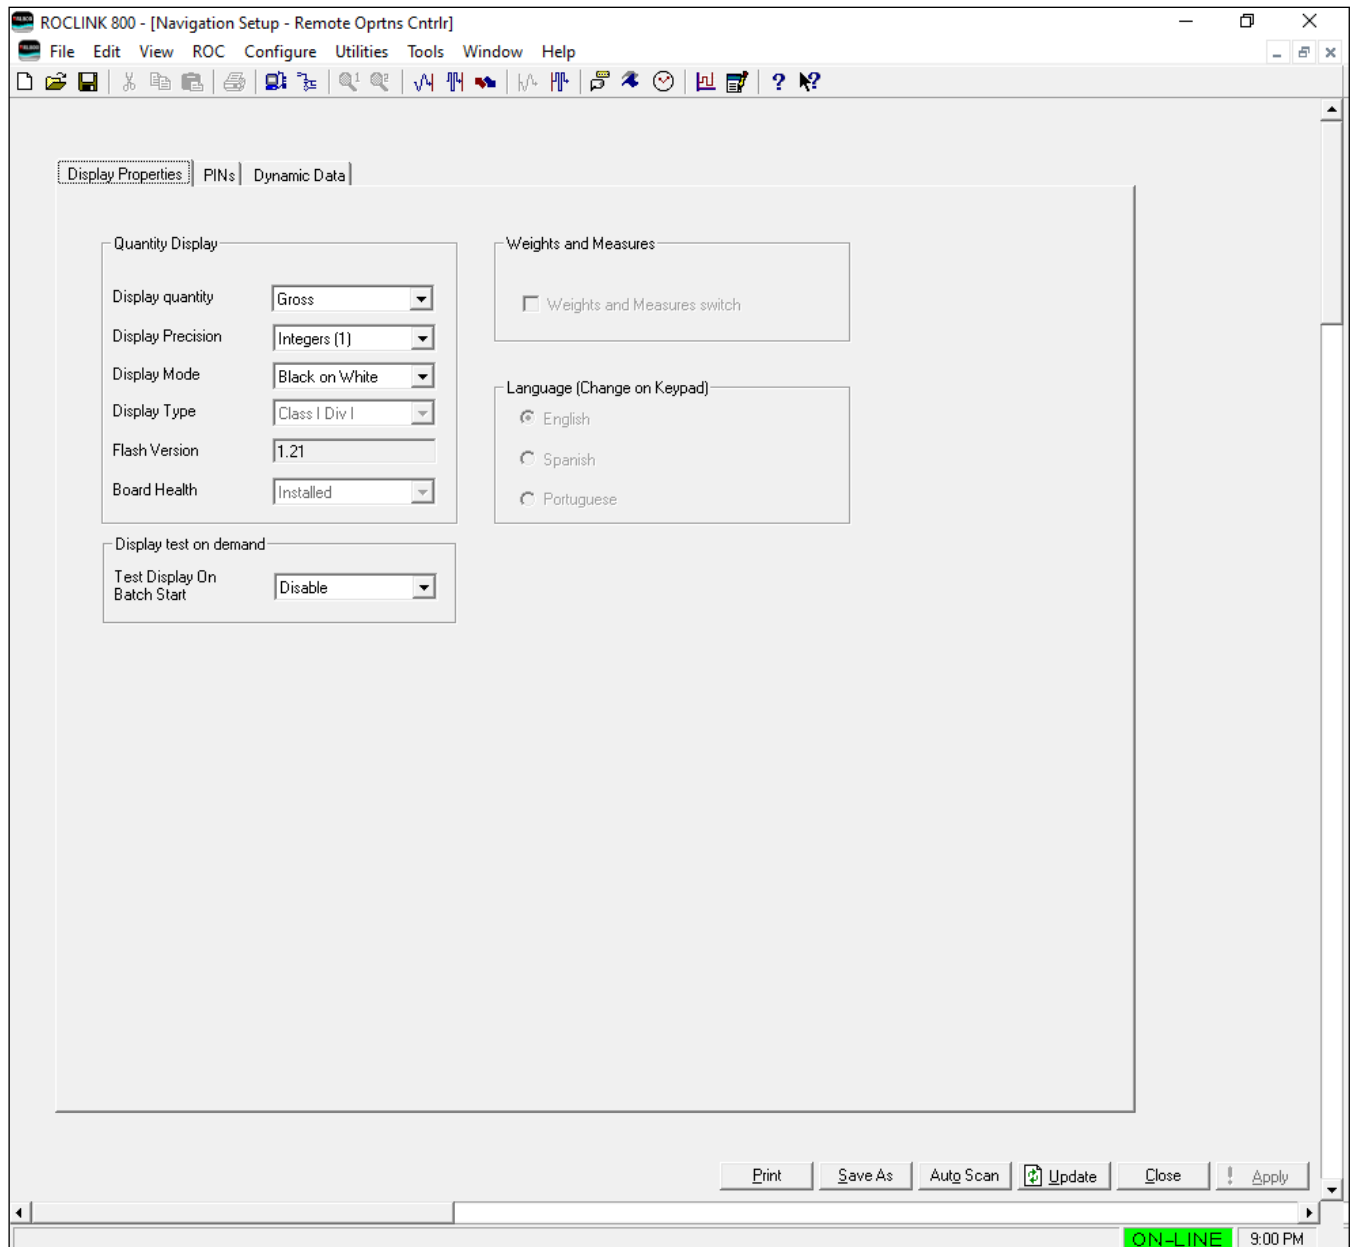 ROCLINK 800 - [Navigation Setup - Remote Oprtns Cntrlr]
File Edit View ROC Configure Utilities Tools Window Help
Display Properties PINs Dynamic Data
Quantity Display
Display quantity Gross
Display Precision Integers (1)
Display Mode Black on White
Display Type Class I Div I
Flash Version 1.21
Board Health Installed
Display test on demand
Test Display On
Batch Start Disable
Weights and Measures
Weights and Measures switch
Language (Change on Keypad)
English
Spanish
Portuguese
Print Save As Auto Scan Update Close ! Apply
ON-LINE 9:00 PM